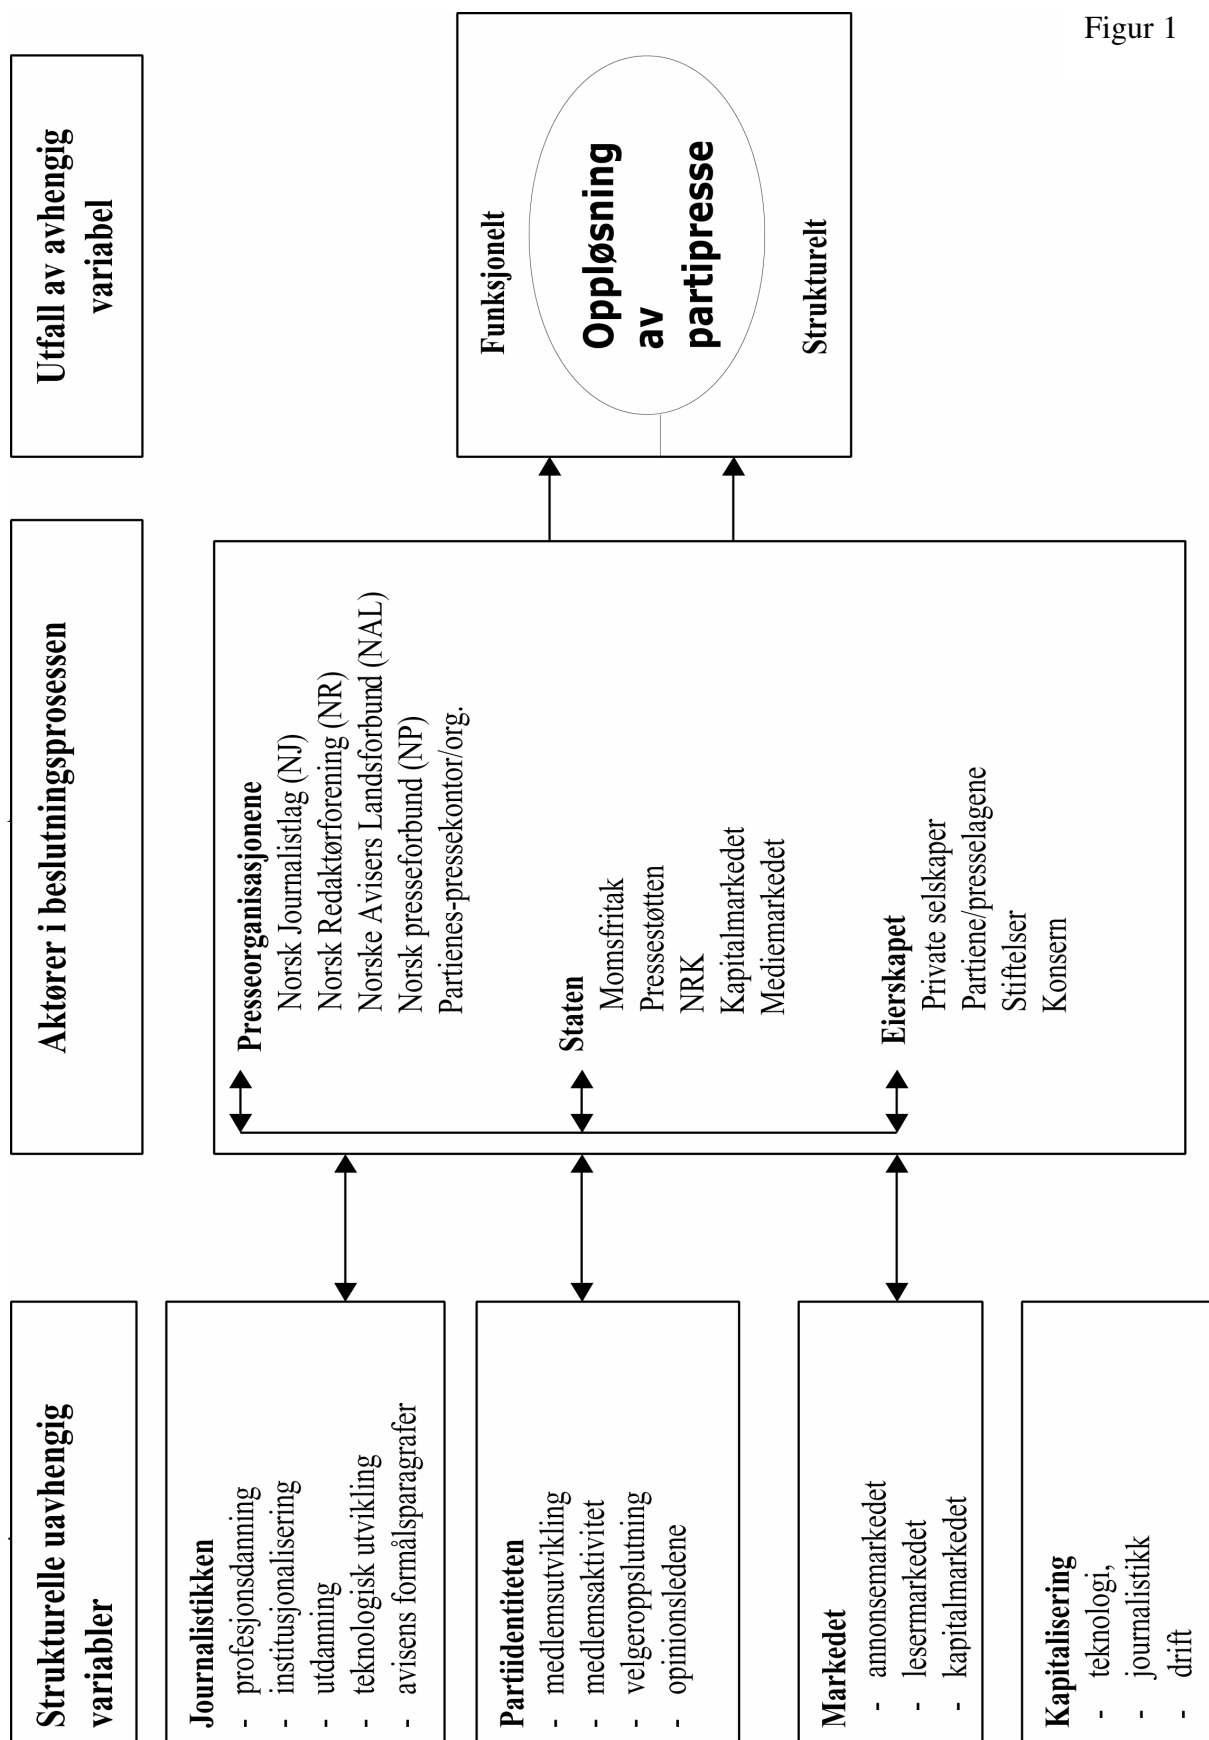 Figur 1
Strukturelle uavhengig
variabler
Aktører i beslutningsprosessen
Utfall av avhengig
variabel
Journalistikken
- profesjonsdanning
- institusjonalisering
- utdanning
- teknologisk utvikling
- avisens formålsparagrafer
Partiidentiteten
- medlemsutvikling
- medlemsaktivitet
- velgeroppslutning
- opinionsledene
Markedet
- annonsemarkedet
- lesermarkedet
- kapitalmarkedet
Kapitalisering
- teknologi,
- journalistikk
- drift
Presseorganisasjonene
Norsk Journalistlag (NJ)
Norsk Redaktørforening (NR)
Norske Avisers Landsforbund (NAL)
Norsk presseforbund (NP)
Partienes-pressekontor/org.
Staten
Momsfritak
Pressestøtten
NRK
Kapitalmarkedet
Mediemarkedet
Eierskapet
Private selskaper
Partiene/presselagene
Stiftelser
Konsern
Funksjonelt
Oppløsning
av
partipresse
Strukturelt